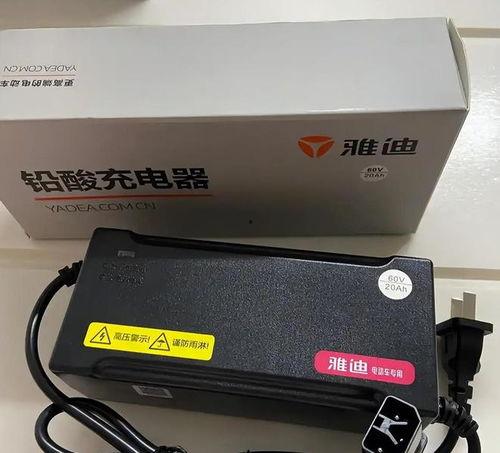 更高端的电动车
YADEA.COM.CN
雅迪
60V
20Ah
铅酸充电器
YADEA.COM.CN
60V
20Ah
高压警示!
谨防雨淋!
雅迪 电动车专用